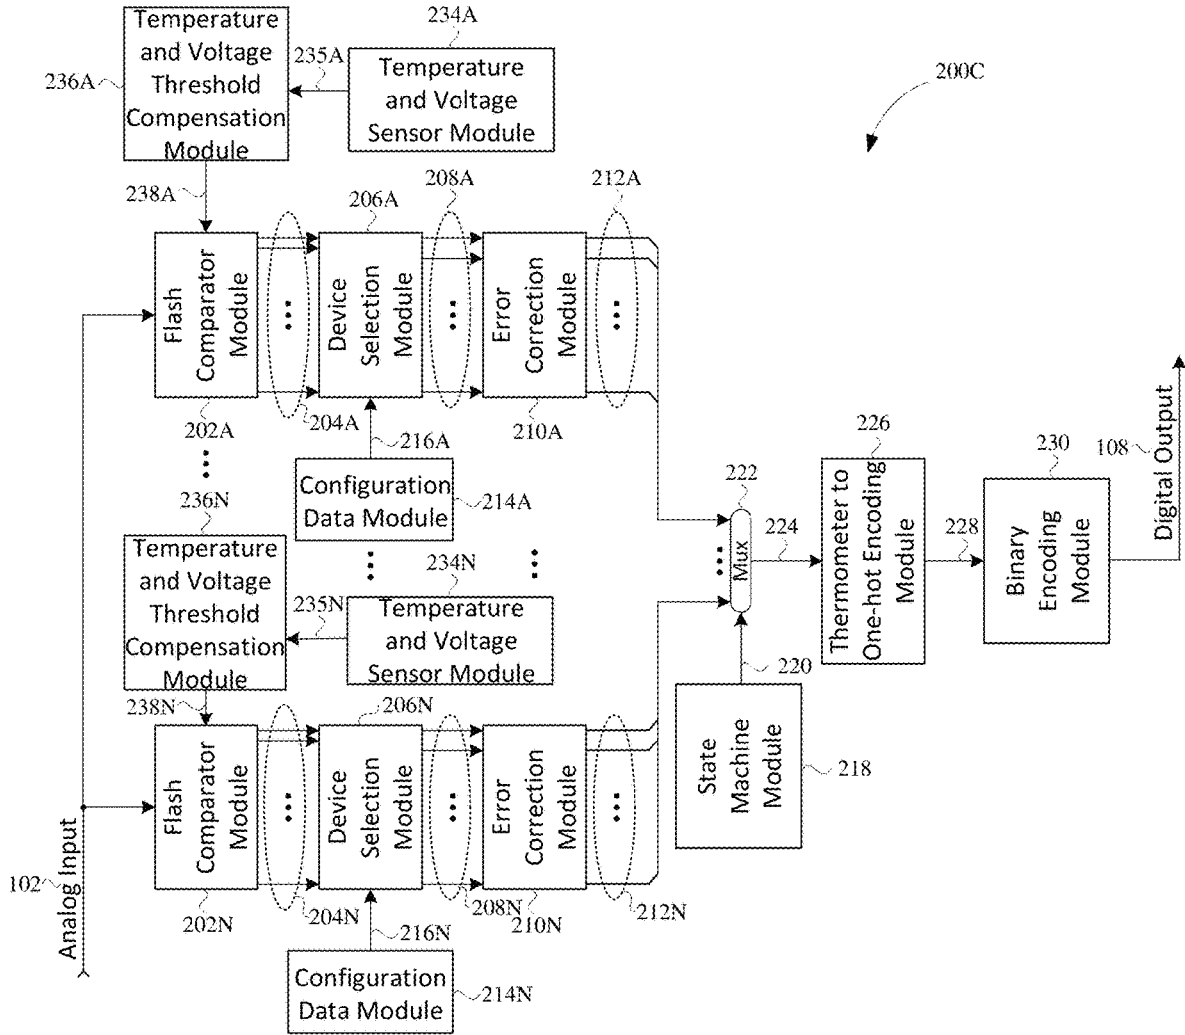 Temperature
and Voltage
Threshold
Compensation
Module
236A
235A
234A
Temperature
and Voltage
Sensor Module
200C
238A
206A
208A
212A
Flash
Comparator
Module
Device
Selection
Module
Error
Correction
Module
202A
204A
216A
210A
Configuration
Data Module
214A
236N
Temperature
and Voltage
Threshold
Compensation
Module
235N
234N
Temperature
and Voltage
Sensor Module
222
Mux
224
226
Thermometer to
One-hot Encoding
Module
228
230
Binary
Encoding
Module
108
Digital Output
220
State
Machine
Module
218
238N
206N
Flash
Comparator
Module
Device
Selection
Module
Error
Correction
Module
102
Analog Input
202N
204N
208N
210N
212N
216N
Configuration
Data Module
214N